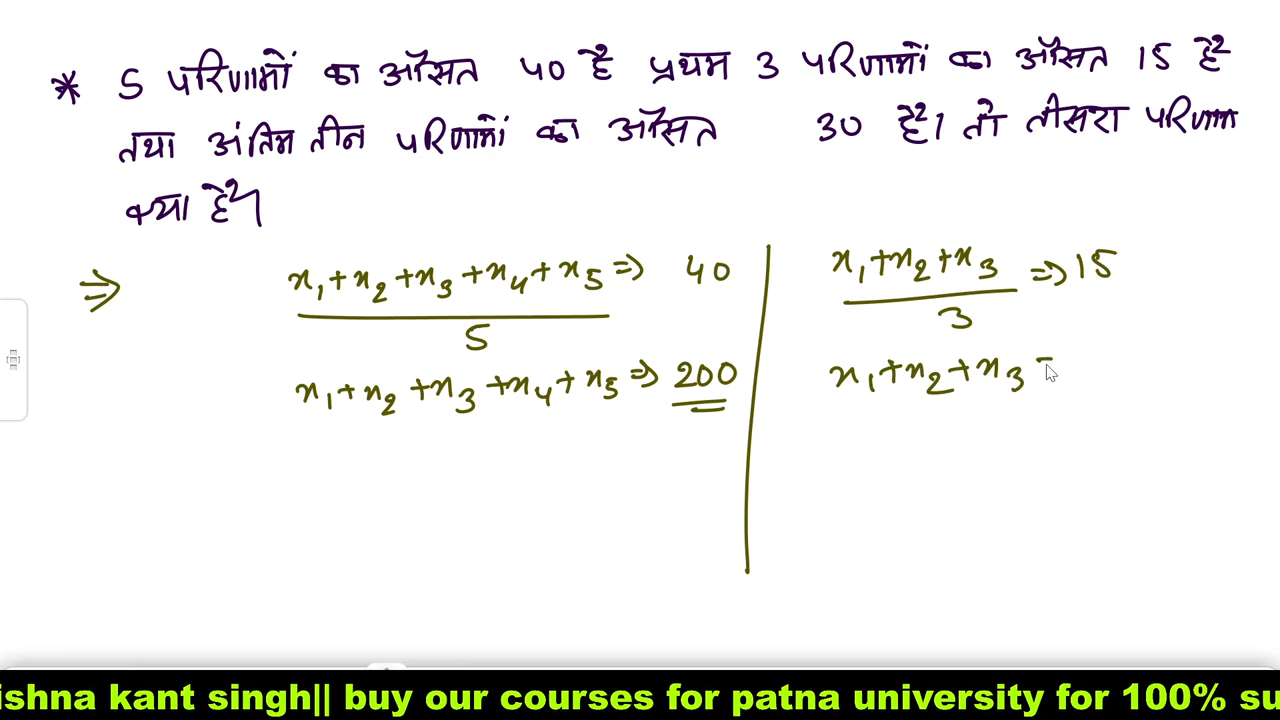 * 5 परिणामों का औसत 40 है प्रथम 3 परिणामों का औसत 15 है
तथा अंतिम तीन परिणामों का औसत 30 है। तो तीसरा परिणाम
क्या है।
⇒ x₁+x₂+x₃+x₄+x₅ ⇒ 40
5
x₁+x₂+x₃+x₄+x₅ ⇒ 200
x₁+x₂+x₃ ⇒ 15
3
x₁+x₂+x₃ -
ishna kant singh|| buy our courses for patna university for 100% su